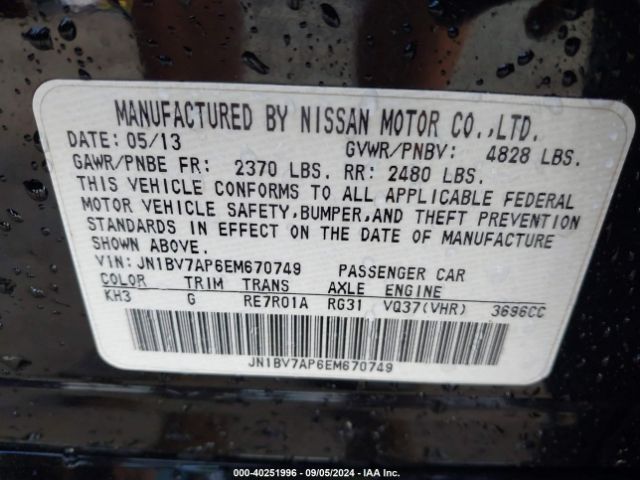 MANUFACTURED BY NISSAN MOTOR CO.,LTD.
DATE: 05/13 GVWR/PNBV: 4828 LBS.
GAWR/PNBE FR: 2370 LBS. RR: 2480 LBS.
THIS VEHICLE CONFORMS TO ALL APPLICABLE FEDERAL
MOTOR VEHICLE SAFETY,BUMPER,AND THEFT PREVENTION
STANDARDS IN EFFECT ON THE DATE OF MANUFACTURE
SHOWN ABOVE.
VIN: JN1BV7AP6EM670749 PASSENGER CAR
COLOR TRIM TRANS AXLE ENGINE
KH3 G RE7R01A RG31 VQ37(VHR) 3696CC
JN1BV7AP6EM670749
000-40251996 - 09/05/2024 - IAA Inc.